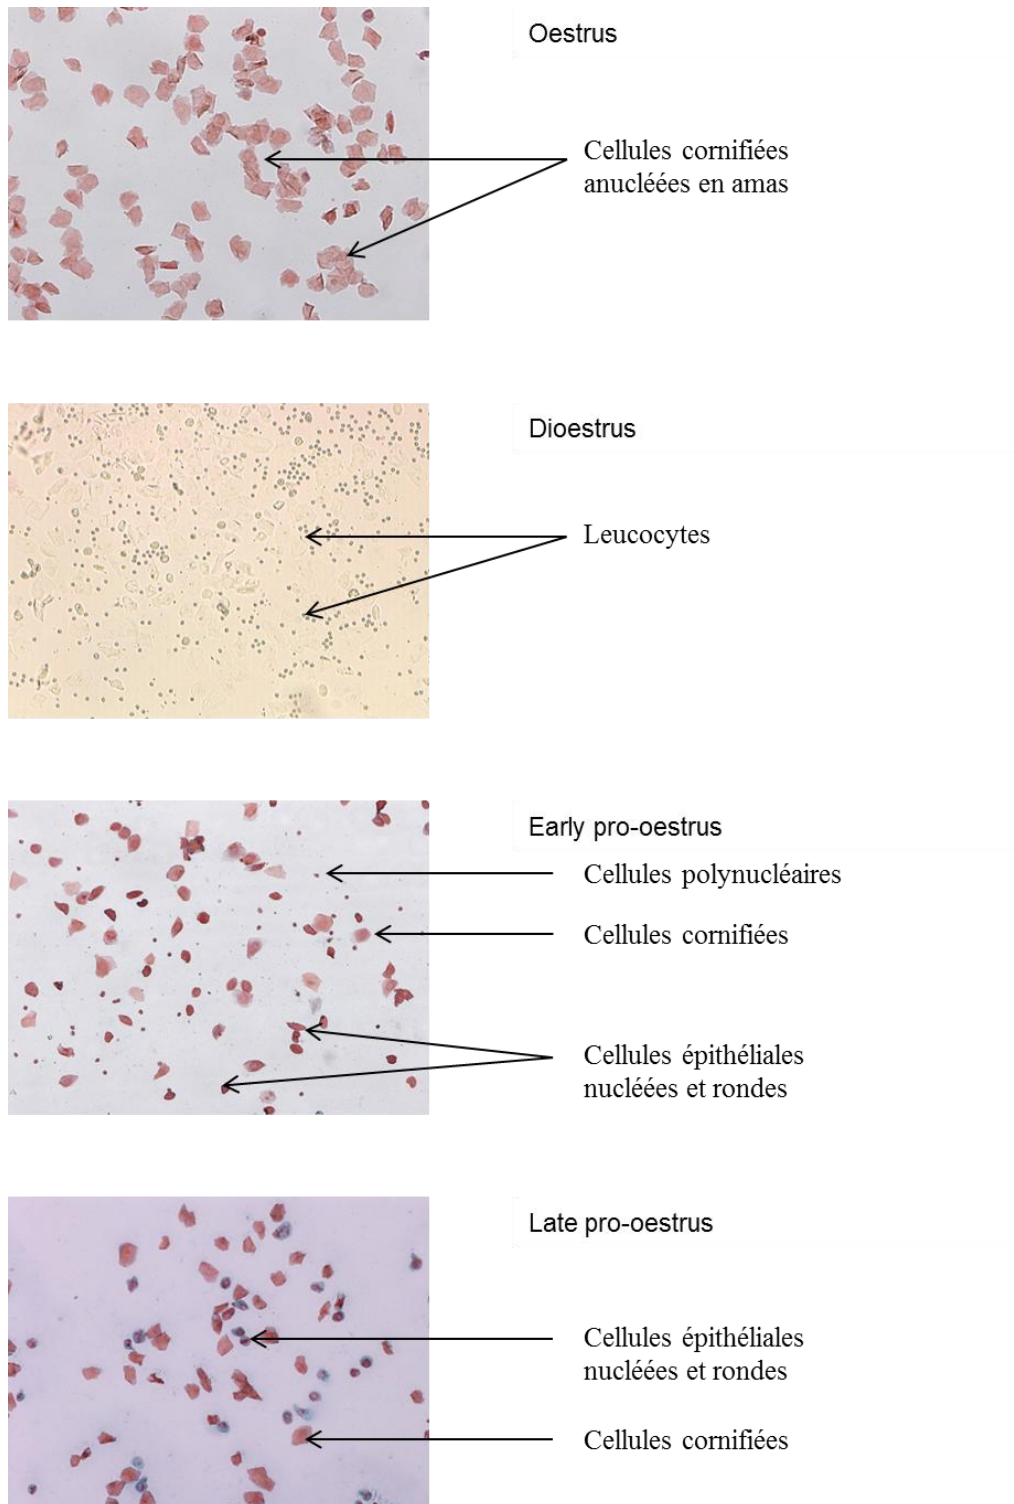 Oestrus
Cellules cornifiées
anucléées en amas
Dioestrus
Leucocytes
Early pro-oestrus
Cellules polynucléaires
Cellules cornifiées
Cellules épithéliales
nucléées et rondes
Late pro-oestrus
Cellules épithéliales
nucléées et rondes
Cellules cornifiées